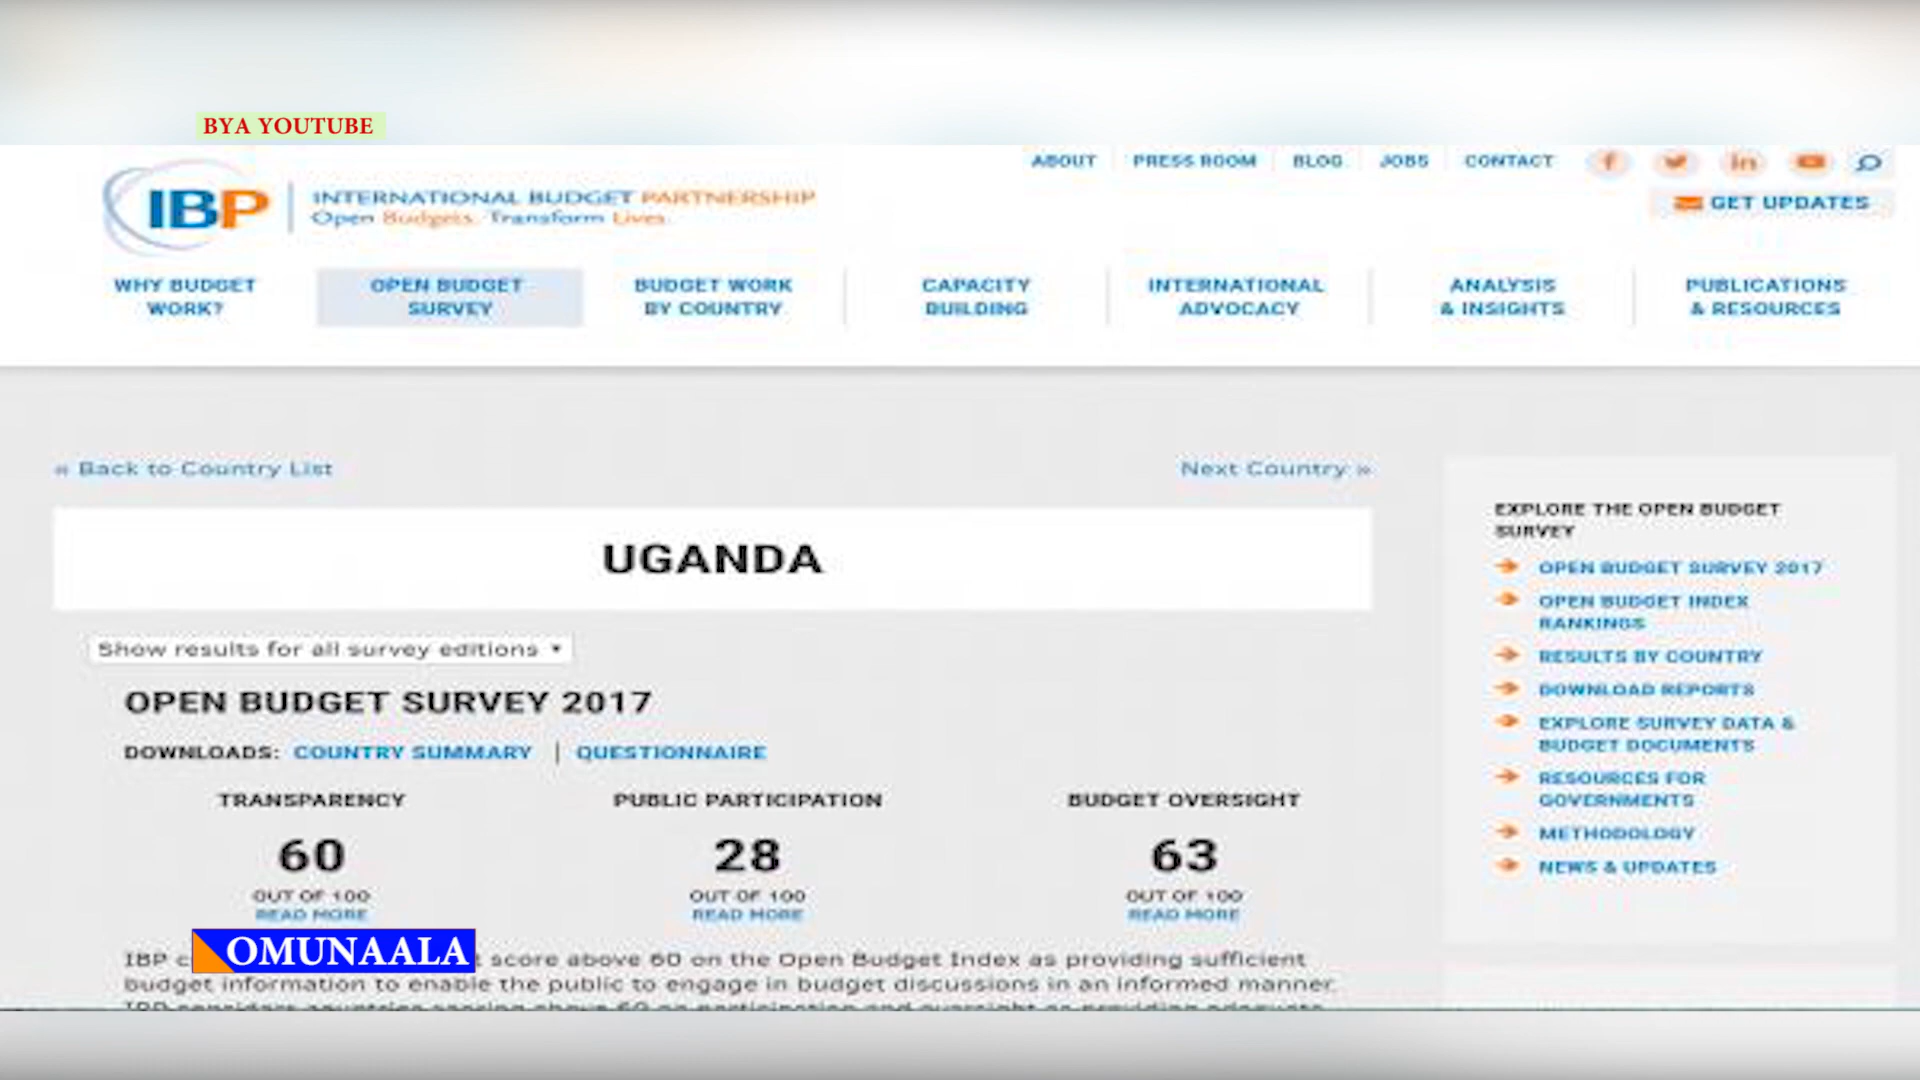 BYA YOUTUBE
ABOUT PRESS ROOM BLOG JOBS CONTACT
IBP INTERNATIONAL BUDGET PARTNERSHIP
Open Budgets. Transform Lives.
GET UPDATES
WHY BUDGET
WORK?
OPEN BUDGET
SURVEY
BUDGET WORK
BY COUNTRY
CAPACITY
BUILDING
INTERNATIONAL
ADVOCACY
ANALYSIS
& INSIGHTS
PUBLICATIONS
& RESOURCES
« Back to Country List
Next Country »
UGANDA
Show results for all survey editions
OPEN BUDGET SURVEY 2017
DOWNLOADS: COUNTRY SUMMARY | QUESTIONNAIRE
TRANSPARENCY
60
OUT OF 100
READ MORE
PUBLIC PARTICIPATION
28
OUT OF 100
READ MORE
BUDGET OVERSIGHT
63
OUT OF 100
READ MORE
IBP
score above 60 on the Open Budget Index as providing sufficient
budget information to enable the public to engage in budget discussions in an informed manner.
OMUNAALA
EXPLORE THE OPEN BUDGET
SURVEY
OPEN BUDGET SURVEY 2017
OPEN BUDGET INDEX
RANKINGS
RESULTS BY COUNTRY
DOWNLOAD REPORTS
EXPLORE SURVEY DATA &
BUDGET DOCUMENTS
RESOURCES FOR
GOVERNMENTS
METHODOLOGY
NEWS & UPDATES